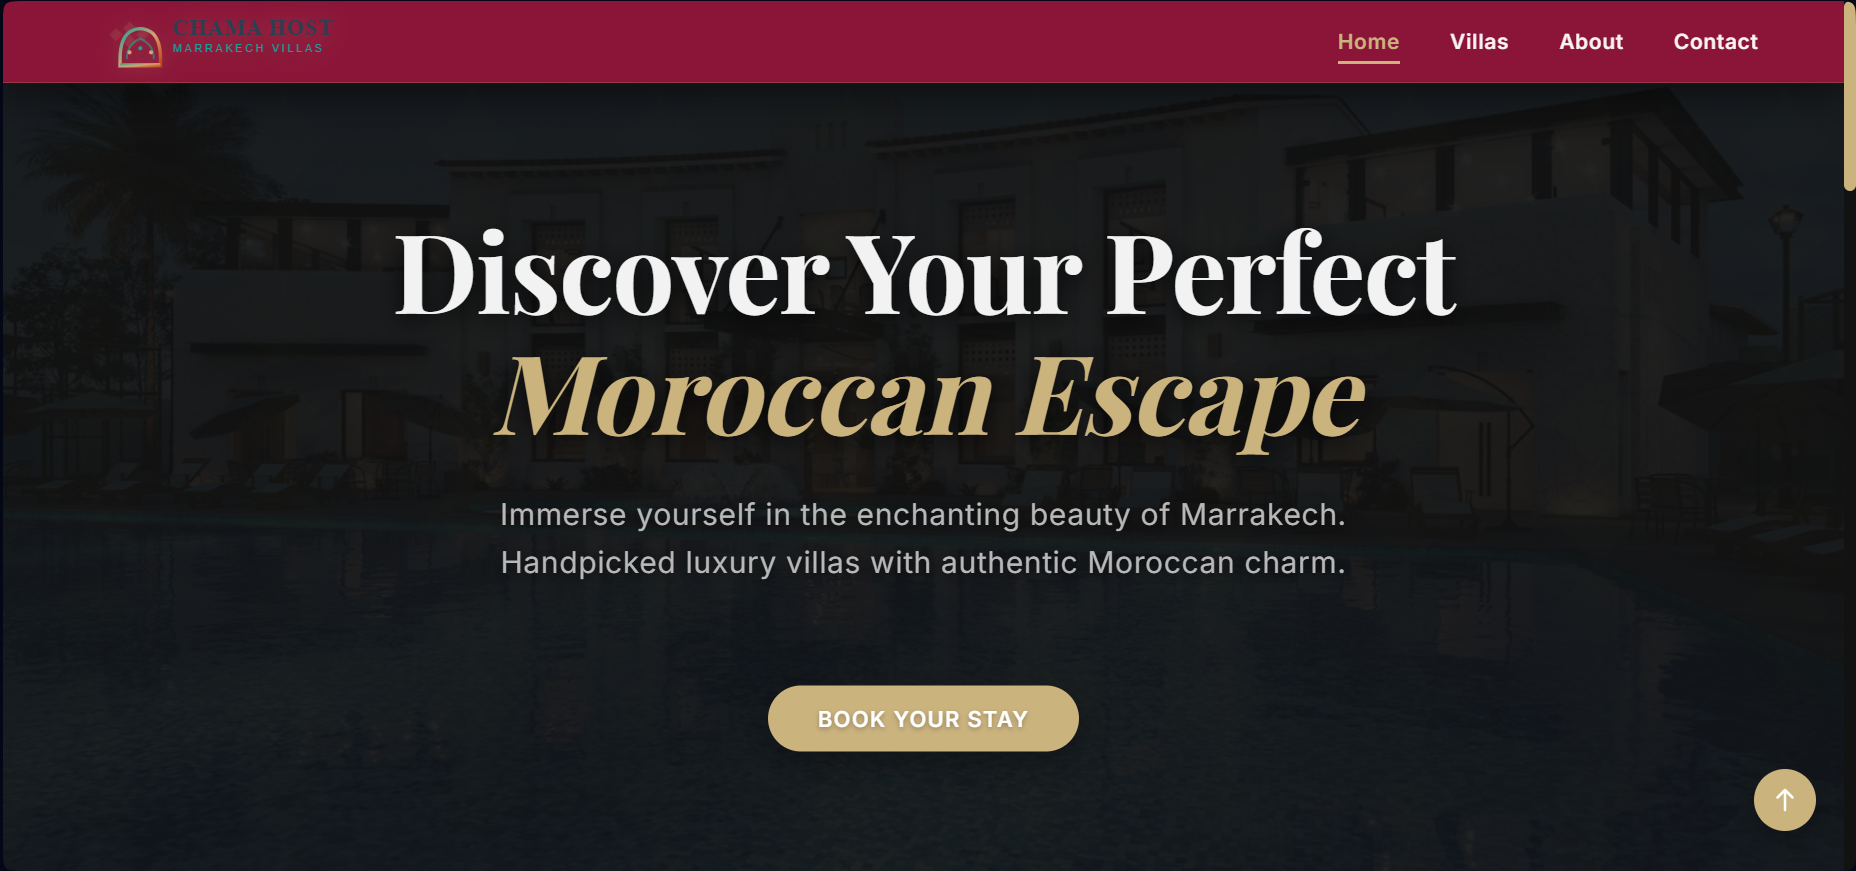 CHAMA HOST
MARRAKECH VILLAS
Home Villas About Contact
Discover Your Perfect
Moroccan Escape
Immerse yourself in the enchanting beauty of Marrakech.
Handpicked luxury villas with authentic Moroccan charm.
BOOK YOUR STAY